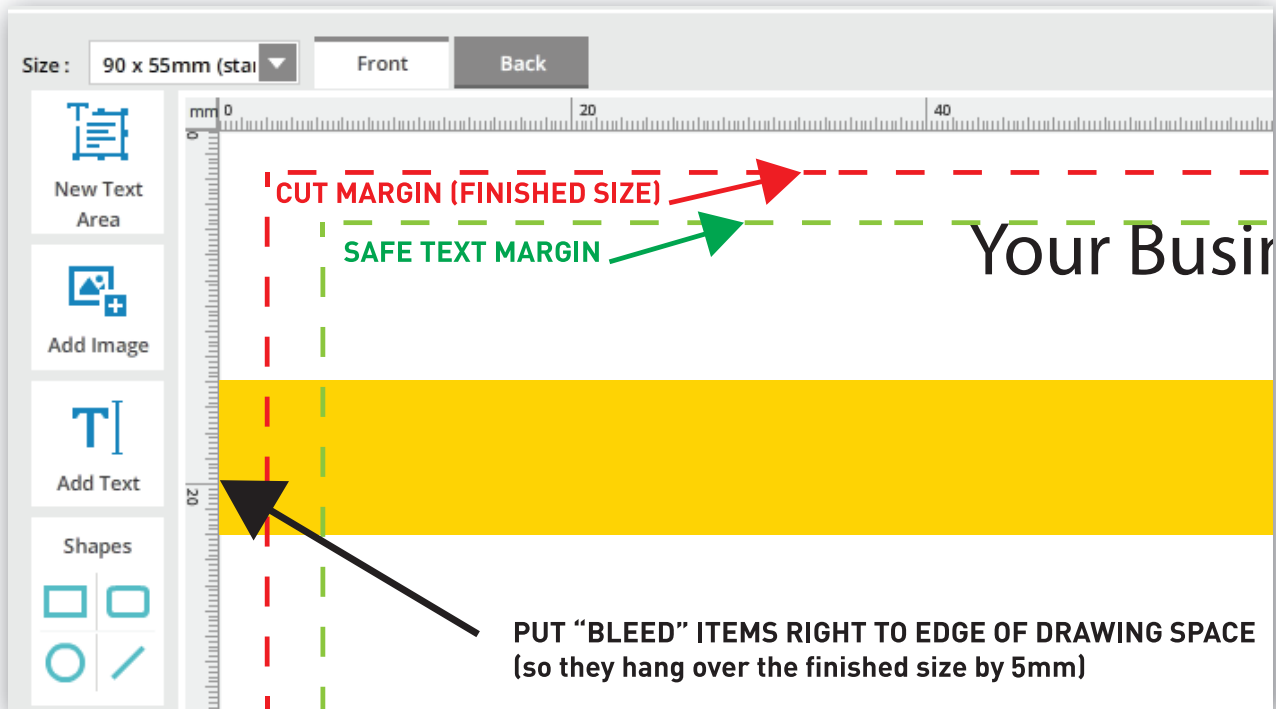 Size :
90 x 55mm (sta
Front
Back
mm
0
20
40
0
20
New Text
Area
Add Image
Add Text
Shapes
CUT MARGIN (FINISHED SIZE)
SAFE TEXT MARGIN
Your Busin
PUT “BLEED” ITEMS RIGHT TO EDGE OF DRAWING SPACE
(so they hang over the finished size by 5mm)